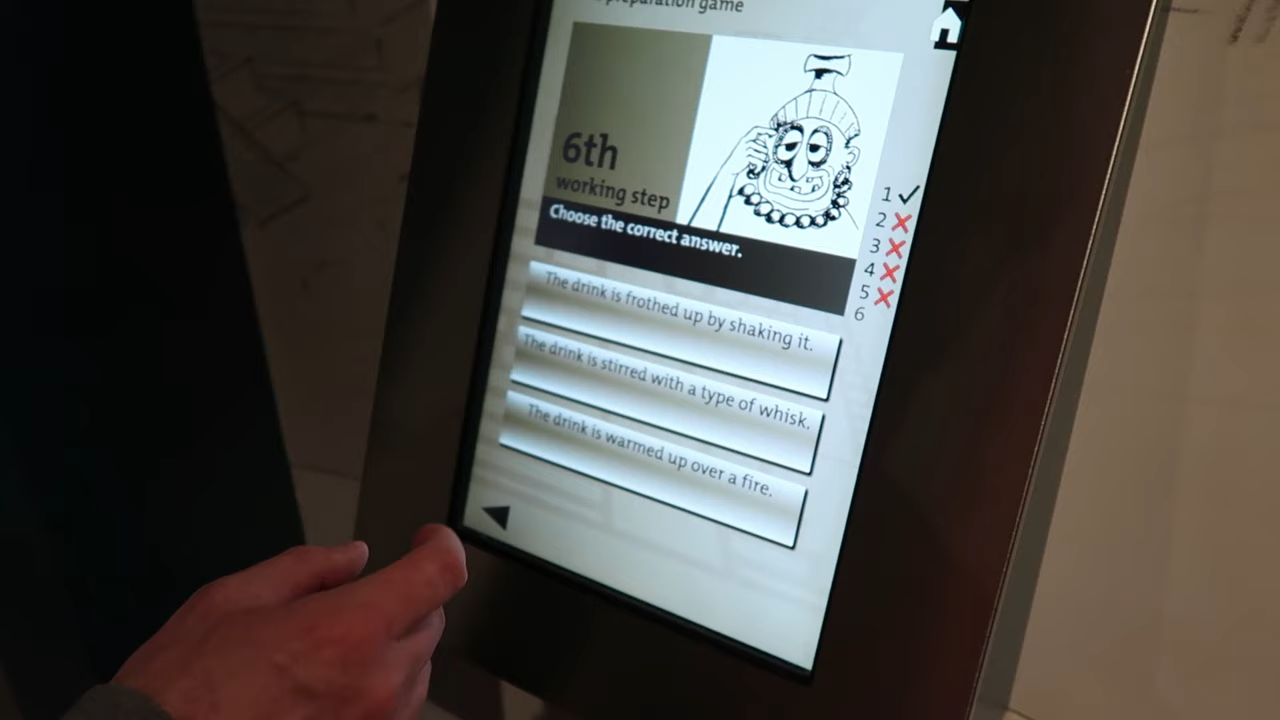 preparation game
6th
working step
Choose the correct answer.
1
2
3
4
5
6
The drink is frothed up by shaking it.
The drink is stirred with a type of whisk.
The drink is warmed up over a fire.